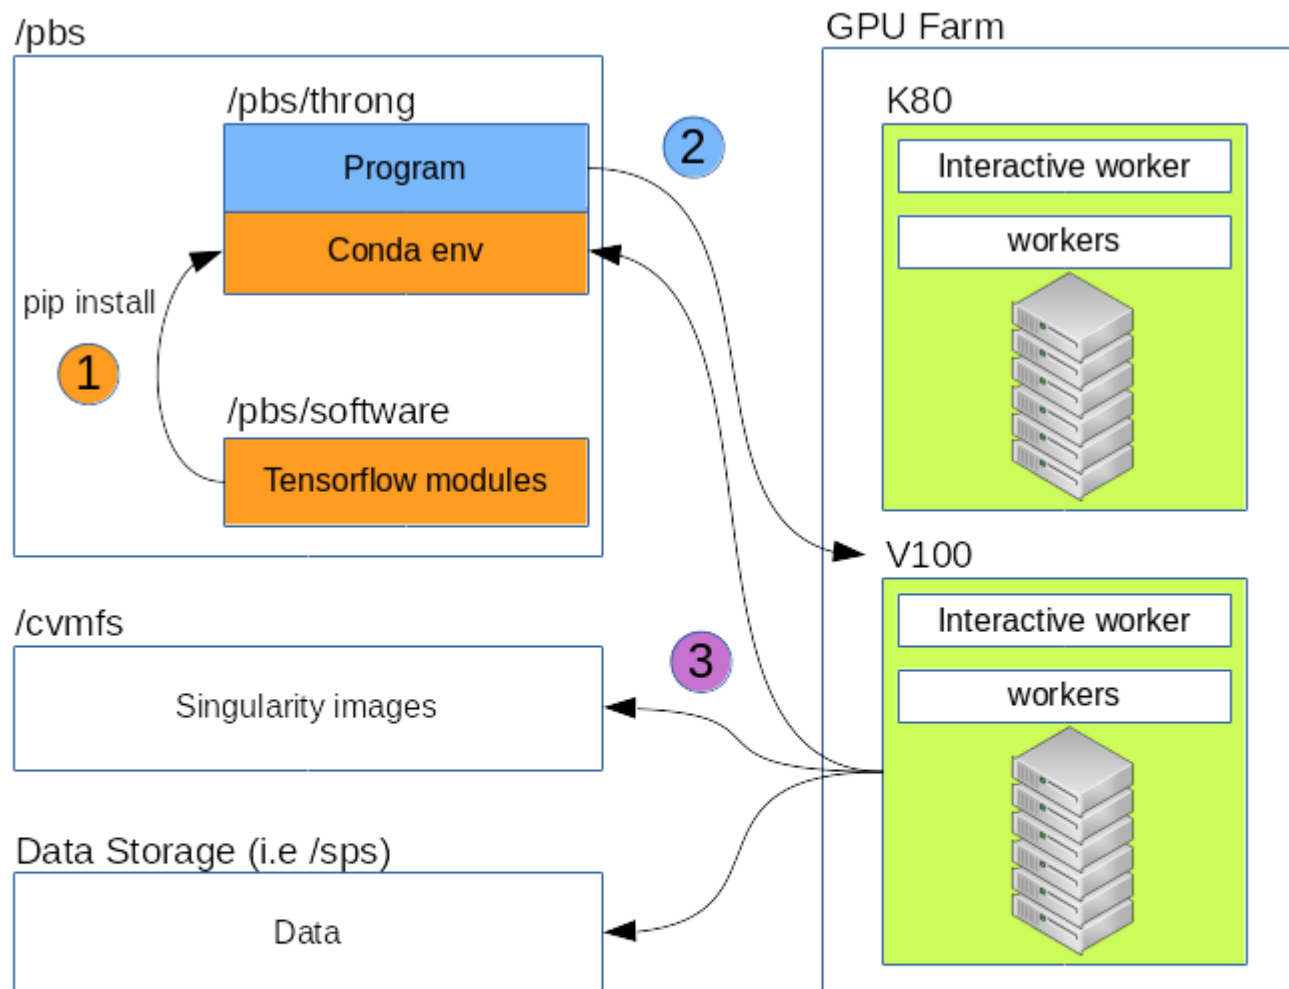 /pbs
/pbs/throng
Program
Conda env
pip install
1
/pbs/software
Tensorflow modules
2
/cvmfs
Singularity images
3
Data Storage (i.e /sps)
Data
GPU Farm
K80
Interactive worker
workers
V100
Interactive worker
workers